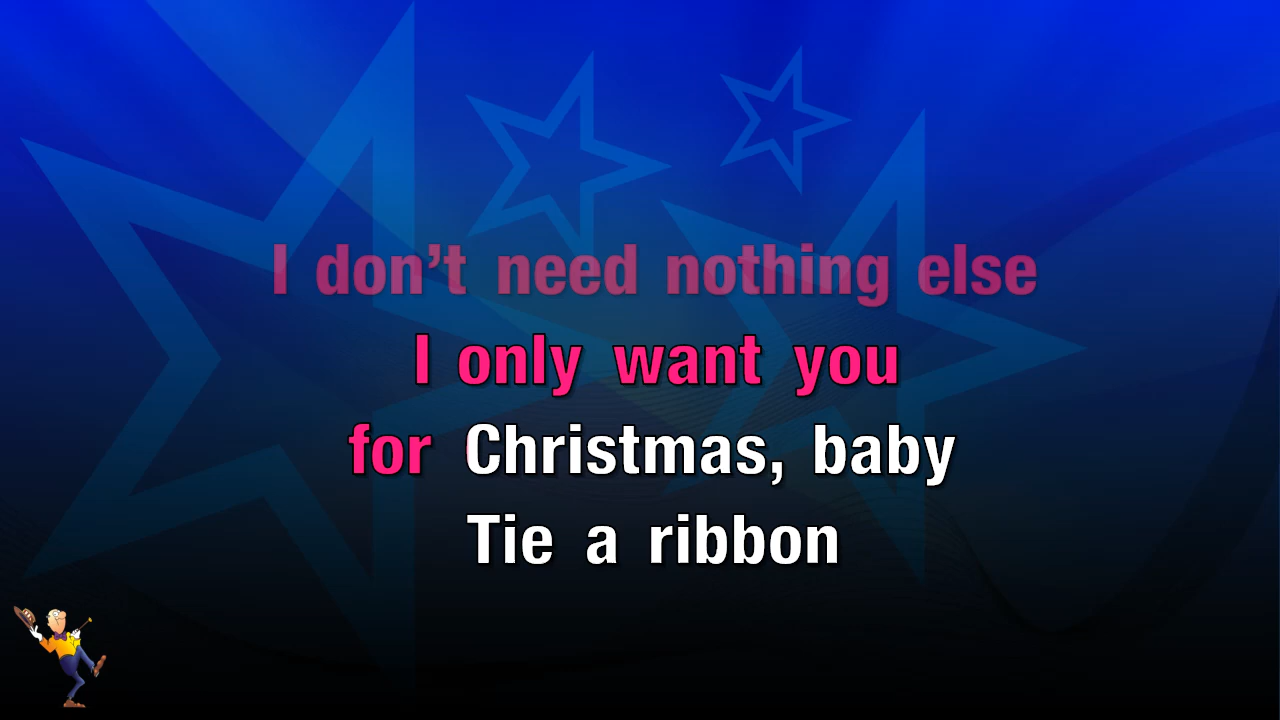 I don’t need nothing else
I only want you
for Christmas, baby
Tie a ribbon